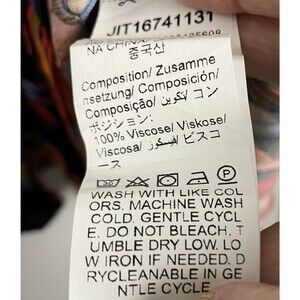 JIT16741131
NA CHINA
중국산
Composition/ Zusamme
nsetzung/ Composición/
Composição/ تكوين/ コン
ポジション:
100% Viscose/ Viskose/
Viscosa/ فيسكوز/ ビスコ
ース
WASH WITH LIKE COL
ORS. MACHINE WASH
COLD. GENTLE CYCL
E. DO NOT BLEACH. T
UMBLE DRY LOW. LO
W IRON IF NEEDED. D
RYCLEANABLE IN GE
NTLE CYCLE